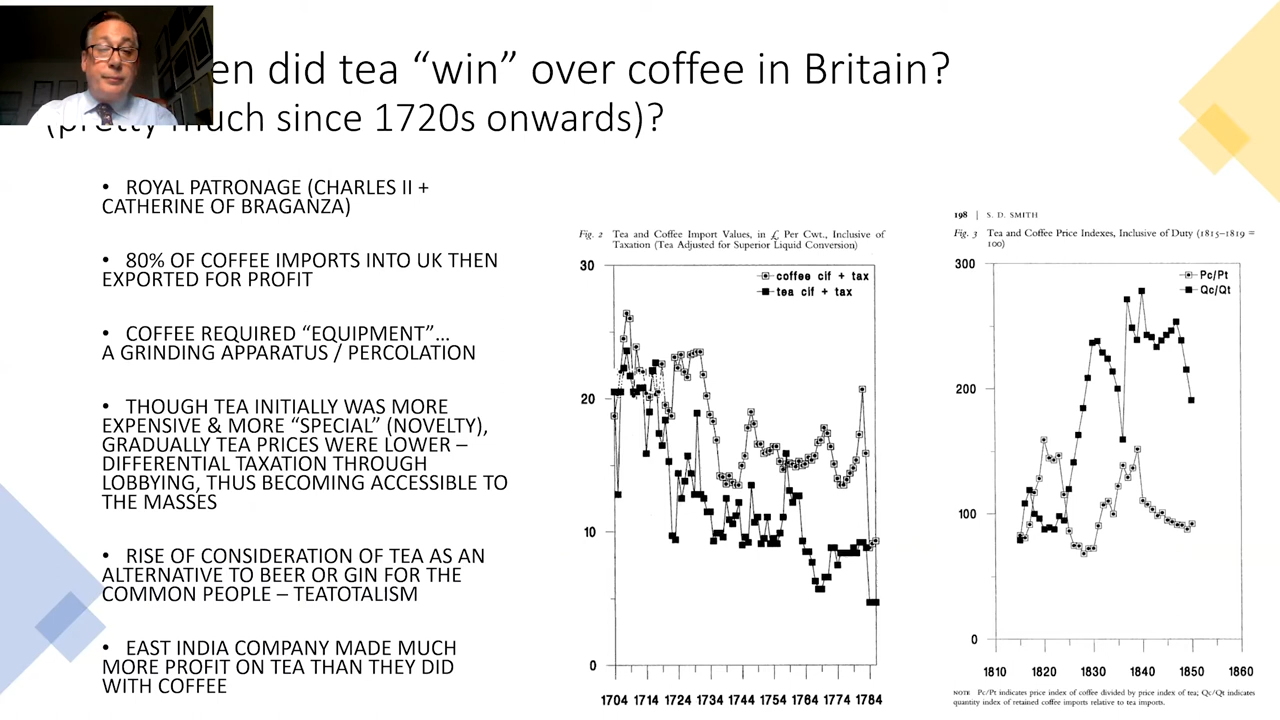 en did tea “win” over coffee in Britain?
(pretty much since 1720s onwards)?
• ROYAL PATRONAGE (CHARLES II +
CATHERINE OF BRAGANZA)
• 80% OF COFFEE IMPORTS INTO UK THEN
EXPORTED FOR PROFIT
• COFFEE REQUIRED “EQUIPMENT”…
A GRINDING APPARATUS / PERCOLATION
• THOUGH TEA INITIALLY WAS MORE
EXPENSIVE & MORE “SPECIAL” (NOVELTY),
GRADUALLY TEA PRICES WERE LOWER –
DIFFERENTIAL TAXATION THROUGH
LOBBYING, THUS BECOMING ACCESSIBLE TO
THE MASSES
• RISE OF CONSIDERATION OF TEA AS AN
ALTERNATIVE TO BEER OR GIN FOR THE
COMMON PEOPLE – TEATOTALISM
• EAST INDIA COMPANY MADE MUCH
MORE PROFIT ON TEA THAN THEY DID
WITH COFFEE
Fig. 2 Tea and Coffee Import Values, in £ Per Cwt., Inclusive of
Taxation (Tea Adjusted for Superior Liquid Conversion)
30
coffee cif + tax
tea cif + tax
20
10
0
1704 1714 1724 1734 1744 1754 1764 1774 1784
198 | S. D. SMITH
Fig. 3 Tea and Coffee Price Indexes, Inclusive of Duty (1815–1819 =
100)
300
Pc/Pt
Qc/Qt
200
100
0
1810 1820 1830 1840 1850 1860
NOTE Pc/Pt indicates price index of coffee divided by price index of tea; Qc/Qt indicates
quantity index of retained coffee imports relative to tea imports.